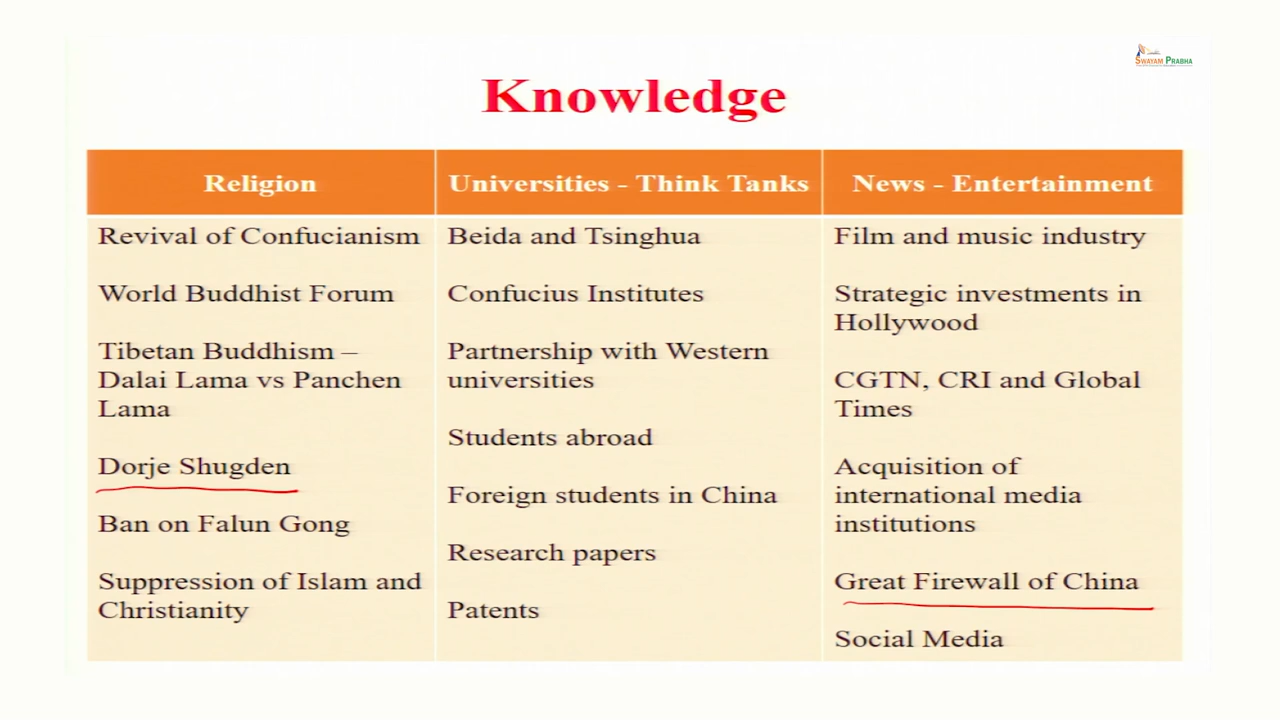 SWAYAM PRABHA
Knowledge
Religion
Universities - Think Tanks
News - Entertainment
Revival of Confucianism
World Buddhist Forum
Tibetan Buddhism –
Dalai Lama vs Panchen
Lama
Dorje Shugden
Ban on Falun Gong
Suppression of Islam and
Christianity
Beida and Tsinghua
Confucius Institutes
Partnership with Western
universities
Students abroad
Foreign students in China
Research papers
Patents
Film and music industry
Strategic investments in
Hollywood
CGTN, CRI and Global
Times
Acquisition of
international media
institutions
Great Firewall of China
Social Media